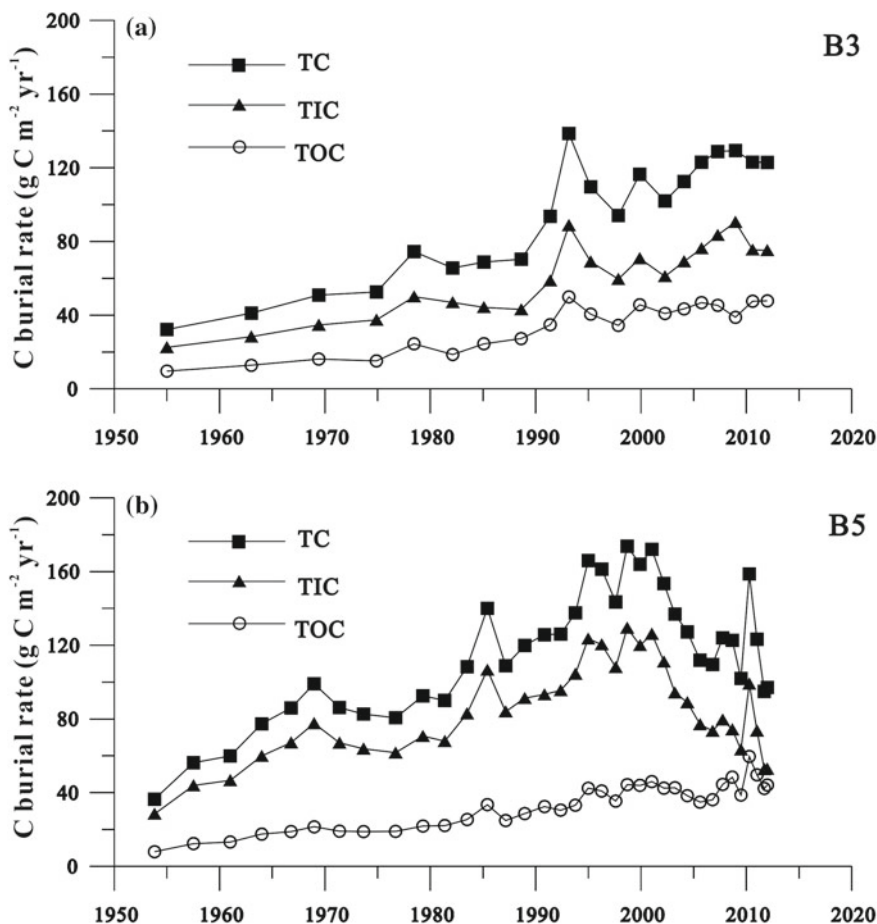 (a)
B3
C burial rate (g C m⁻² yr⁻¹)
200
160
120
80
40
0
TC
TIC
TOC
1950 1960 1970 1980 1990 2000 2010 2020
(b)
B5
C burial rate (g C m⁻² yr⁻¹)
200
160
120
80
40
0
TC
TIC
TOC
1950 1960 1970 1980 1990 2000 2010 2020